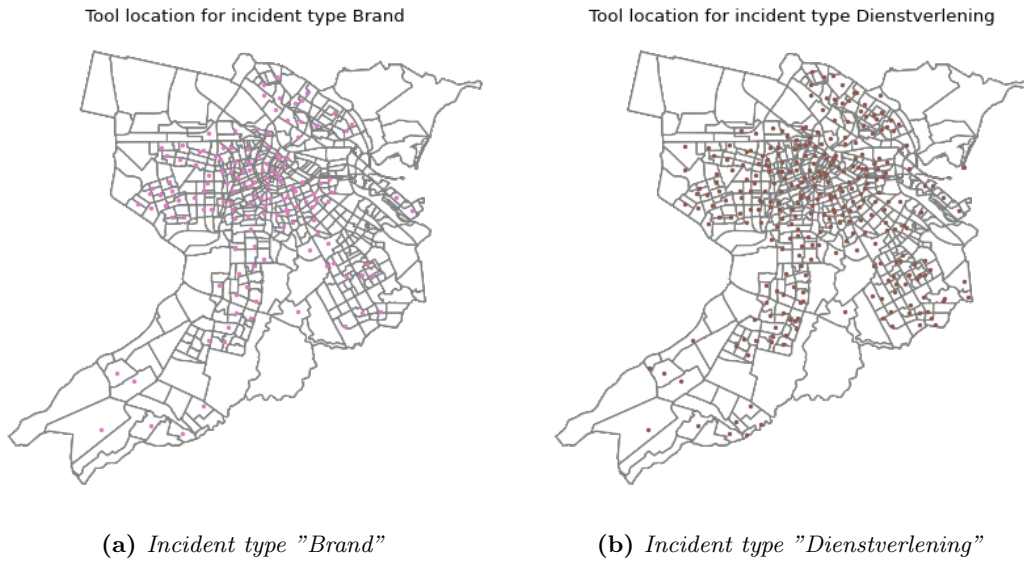 Tool location for incident type Brand
Tool location for incident type Dienstverlening
(a) Incident type ”Brand”
(b) Incident type ”Dienstverlening”